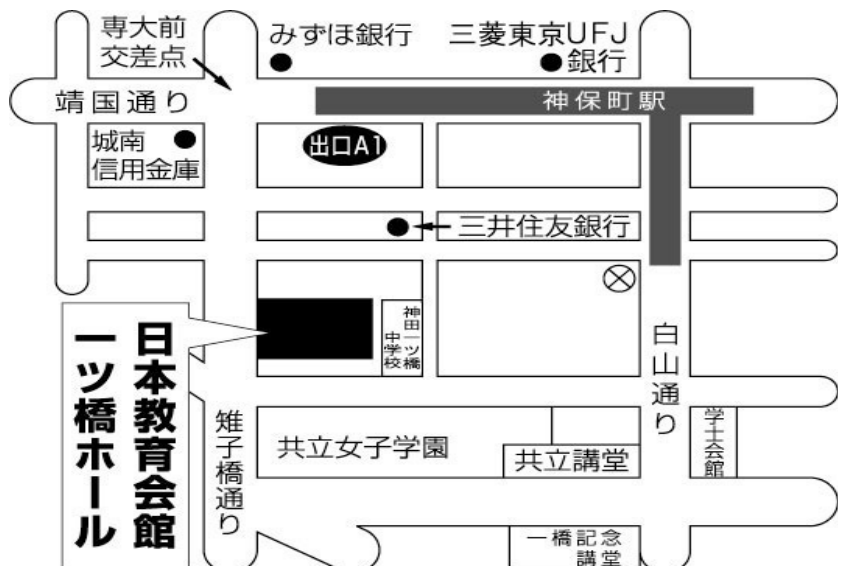 専大前
交差点
みずほ銀行
三菱東京UFJ
銀行
靖国通り
神保町駅
城南
信用金庫
出口A1
三井住友銀行
神田一ツ橋
中学校
日本教育会館
一ツ橋ホール
白山通り
雉子橋通り
共立女子学園
共立講堂
学士会館
一橋記念
講堂